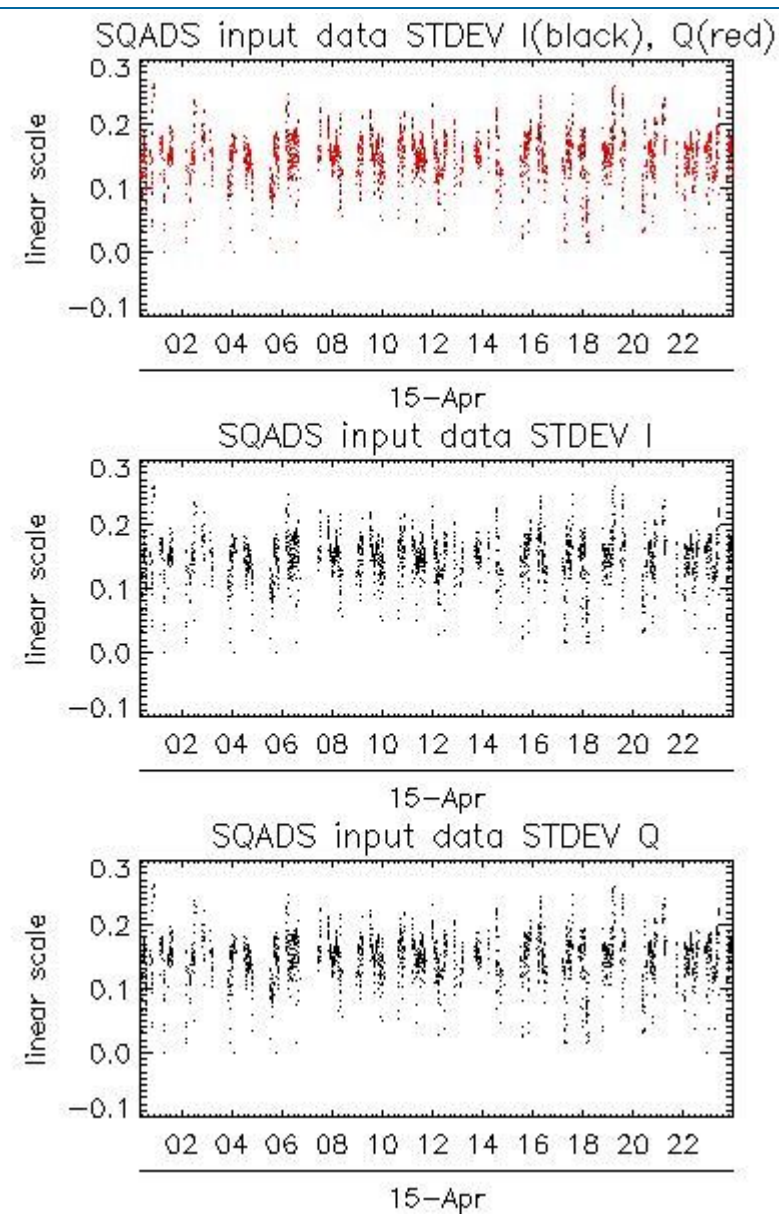 SQADS input data STDEV I(black), Q(red)
0.3
0.2
0.1
0.0
−0.1
linear scale
02 04 06 08 10 12 14 16 18 20 22
15−Apr
SQADS input data STDEV I
0.3
0.2
0.1
0.0
−0.1
linear scale
02 04 06 08 10 12 14 16 18 20 22
15−Apr
SQADS input data STDEV Q
0.3
0.2
0.1
0.0
−0.1
linear scale
02 04 06 08 10 12 14 16 18 20 22
15−Apr